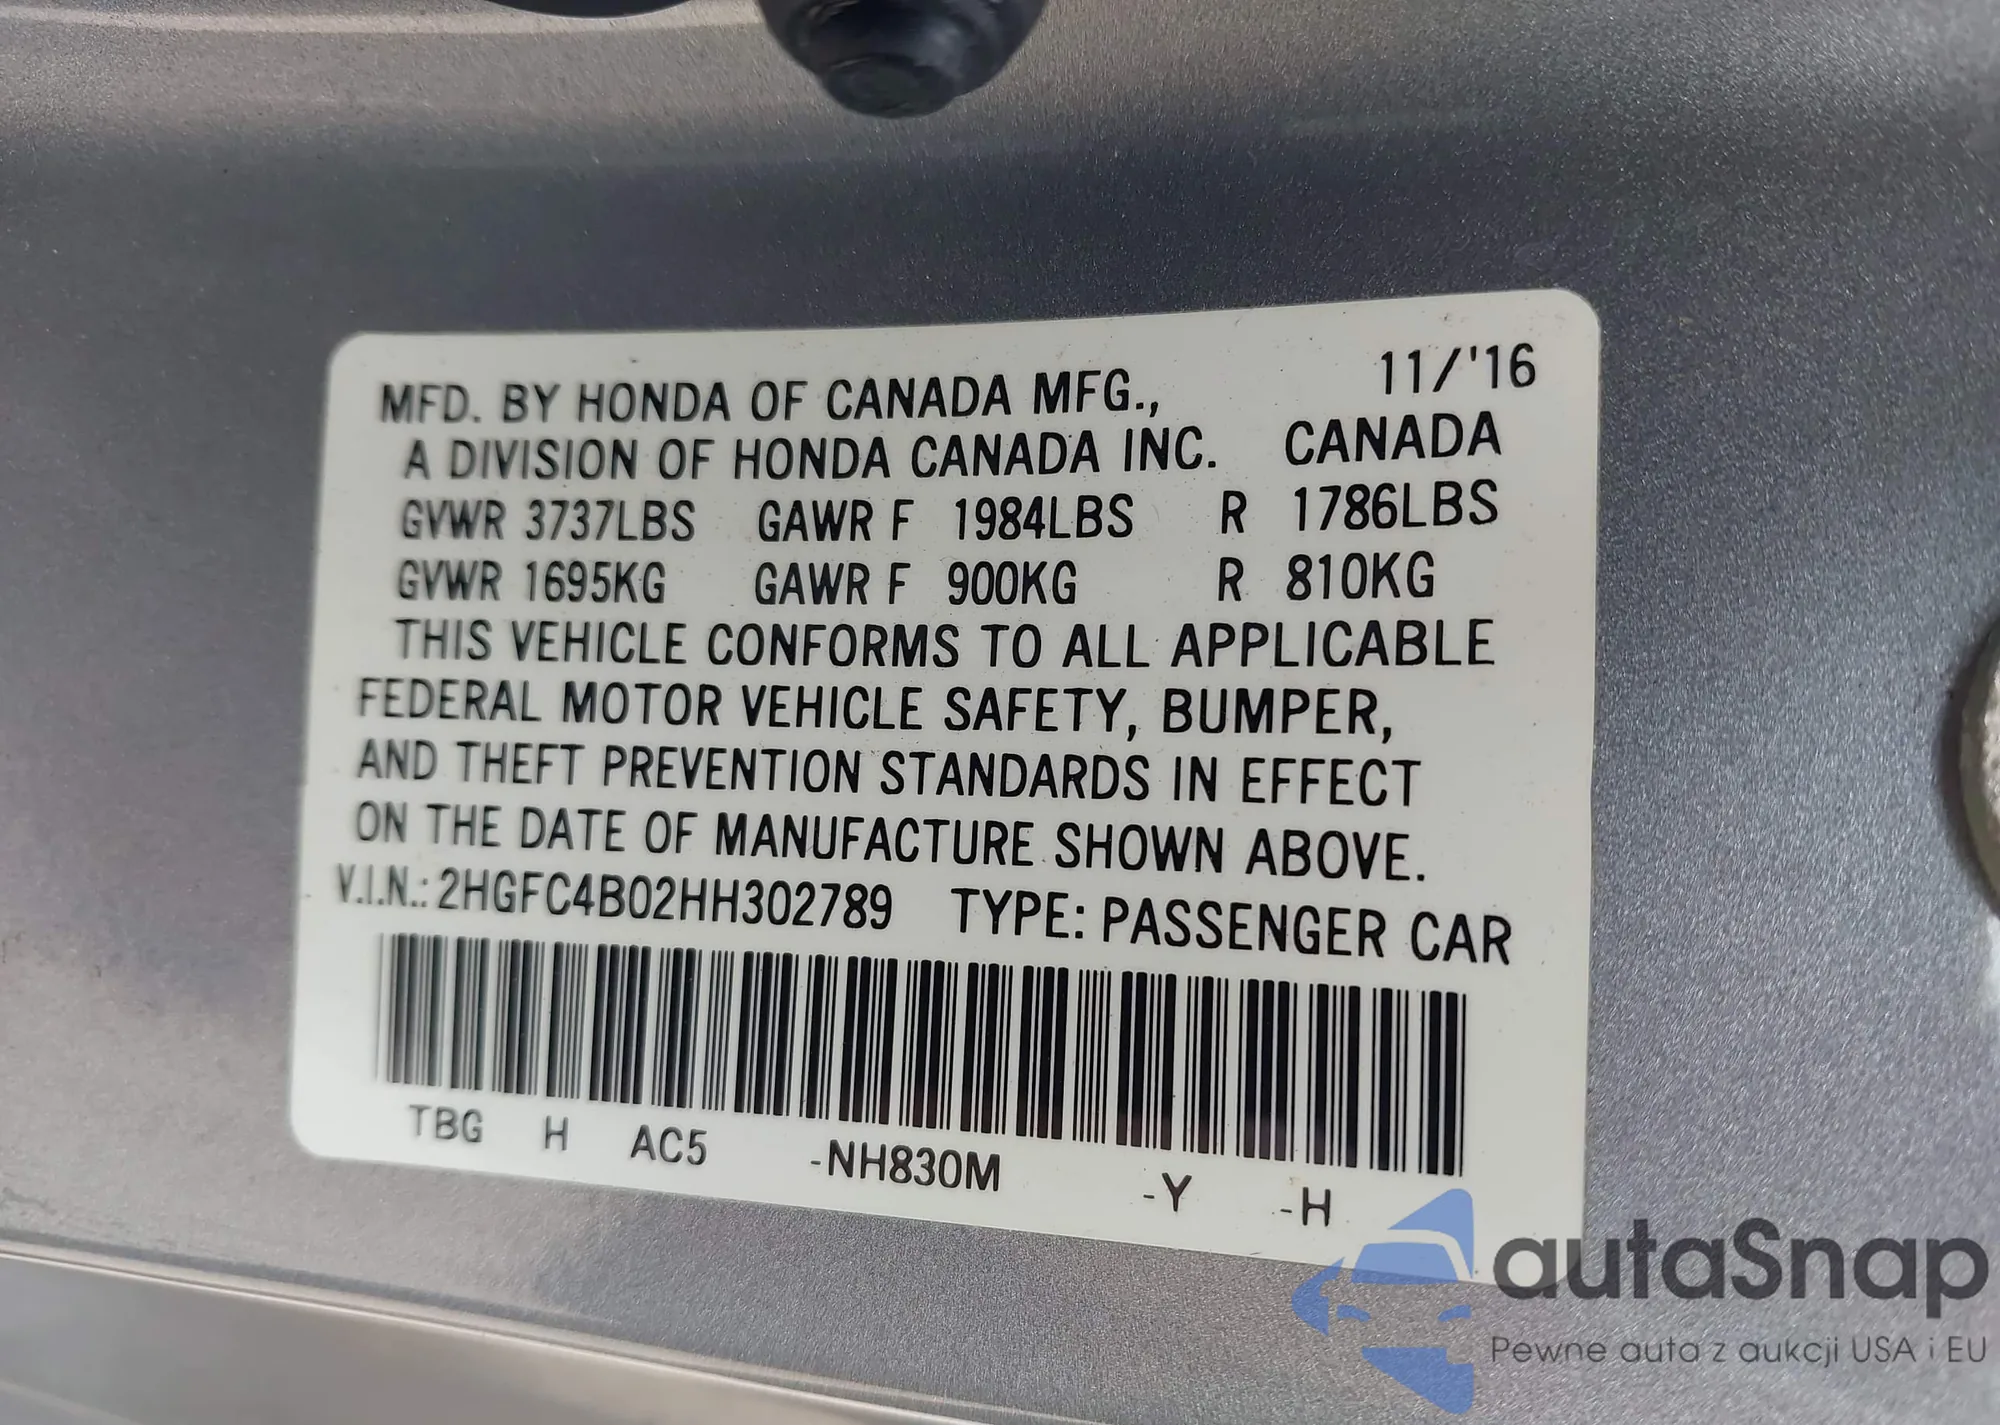 MFD. BY HONDA OF CANADA MFG., 11/'16
A DIVISION OF HONDA CANADA INC. CANADA
GVWR 3737LBS GAWR F 1984LBS R 1786LBS
GVWR 1695KG GAWR F 900KG R 810KG
THIS VEHICLE CONFORMS TO ALL APPLICABLE
FEDERAL MOTOR VEHICLE SAFETY, BUMPER,
AND THEFT PREVENTION STANDARDS IN EFFECT
ON THE DATE OF MANUFACTURE SHOWN ABOVE.
V.I.N.: 2HGFC4B02HH302789 TYPE: PASSENGER CAR
TBG H AC5 -NH830M -Y -H
autaSnap
Pewne auta z aukcji USA i EU